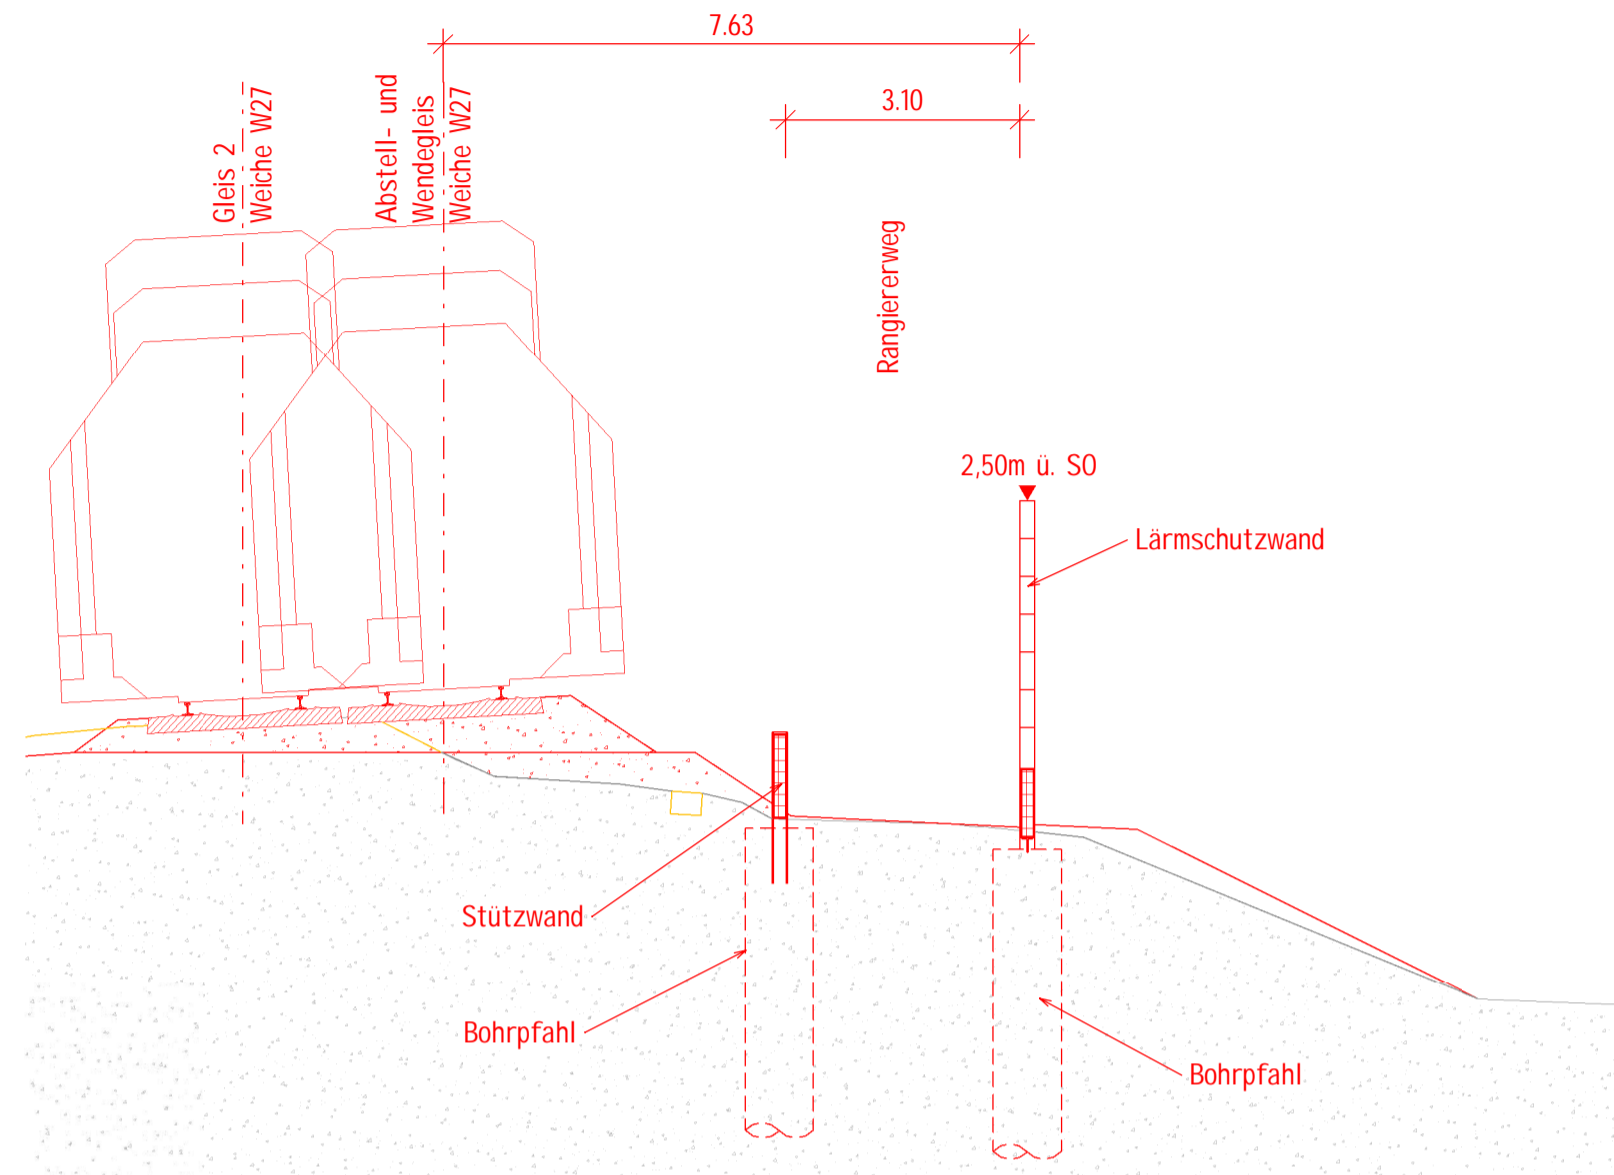 7.63
3.10
Gleis 2
Weiche W27
Abstell- und
Wendegleis
Weiche W27
Rangiererweg
2,50m ü. SO
Lärmschutzwand
Stützwand
Bohrpfahl
Bohrpfahl